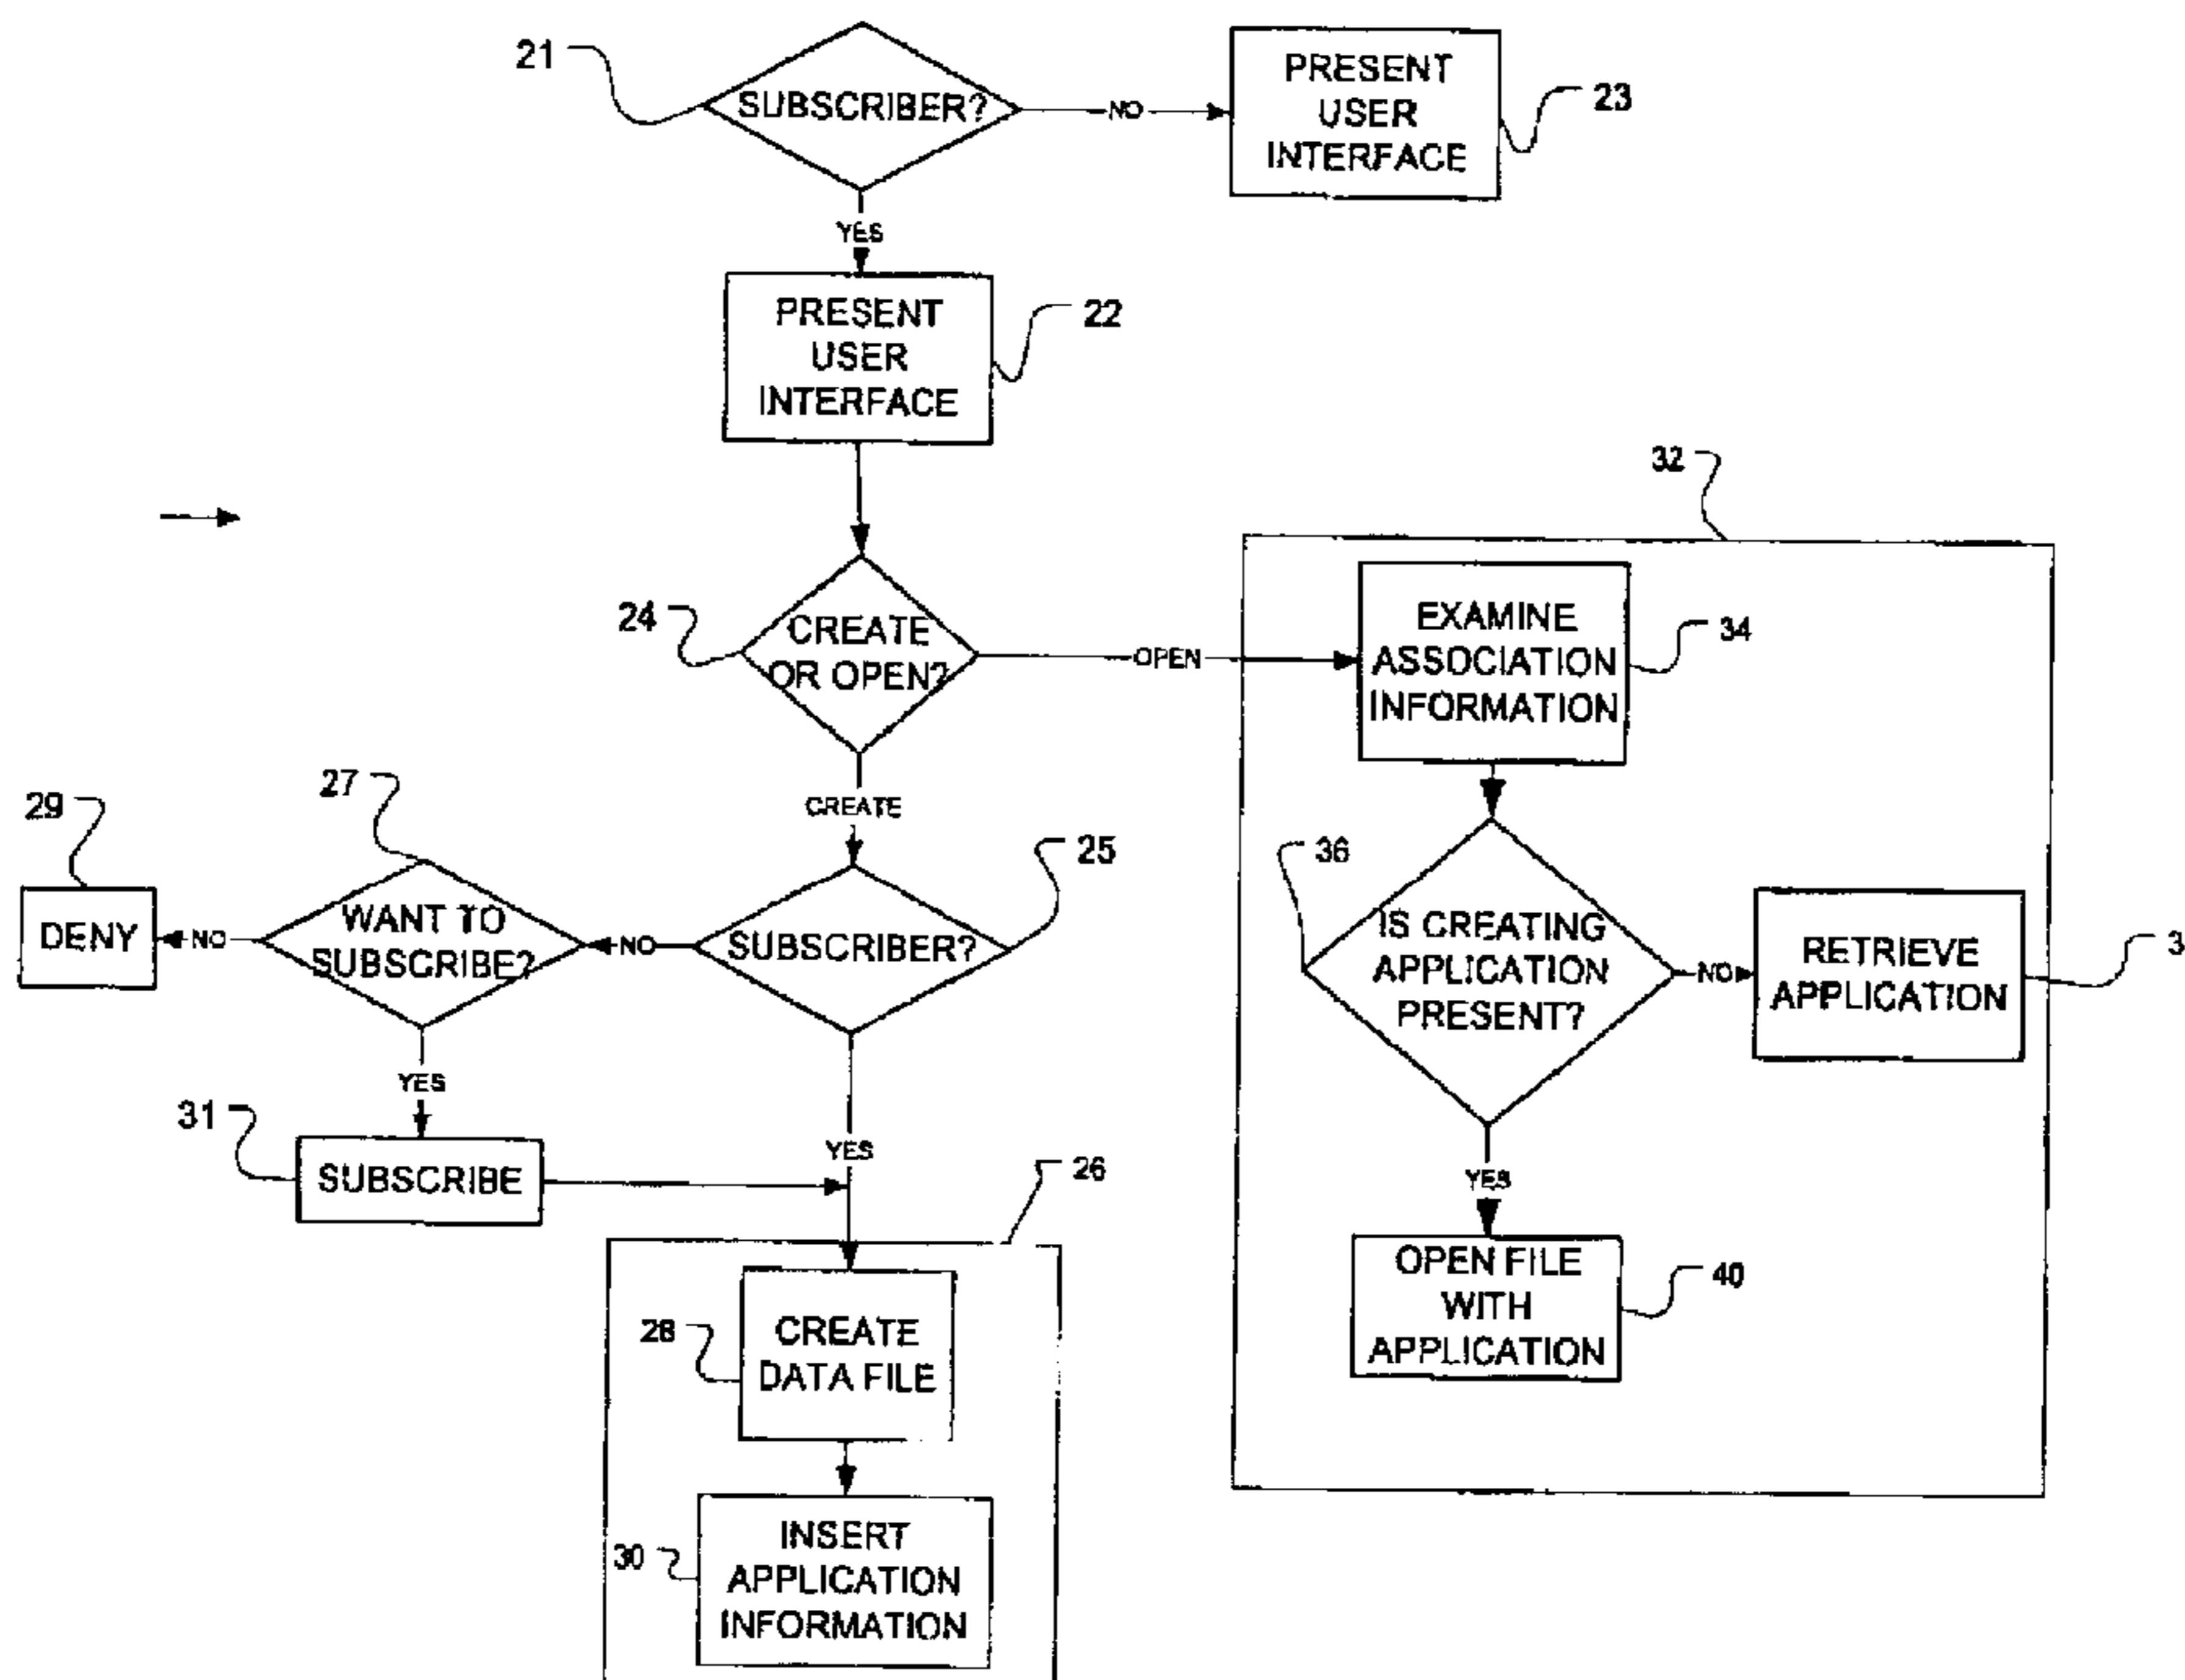 21
SUBSCRIBER?
NO
PRESENT
USER
INTERFACE
23
YES
PRESENT
USER
INTERFACE
22
32
24
CREATE
OR OPEN?
OPEN
EXAMINE
ASSOCIATION
INFORMATION
34
CREATE
27
29
25
36
DENY
NO
WANT TO
SUBSCRIBE?
NO
SUBSCRIBER?
IS CREATING
APPLICATION
PRESENT?
NO
RETRIEVE
APPLICATION
3
YES
31
SUBSCRIBE
YES
26
YES
OPEN FILE
WITH
APPLICATION
40
28
CREATE
DATA FILE
30
INSERT
APPLICATION
INFORMATION